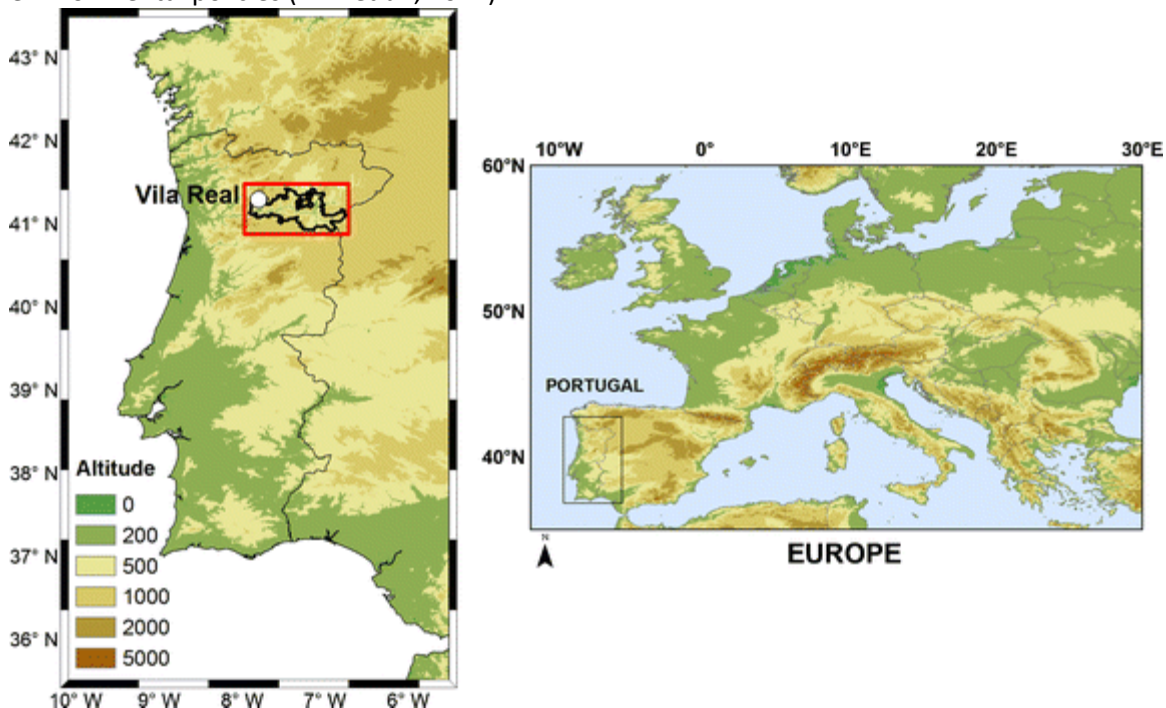 43° N
42° N
41° N
40° N
39° N
38° N
37° N
36° N
10° W 9° W 8° W 7° W 6° W
Vila Real
Altitude
0
200
500
1000
2000
5000
10°W 0° 10°E 20°E 30°E
60°N
50°N
40°N
PORTUGAL
N
EUROPE